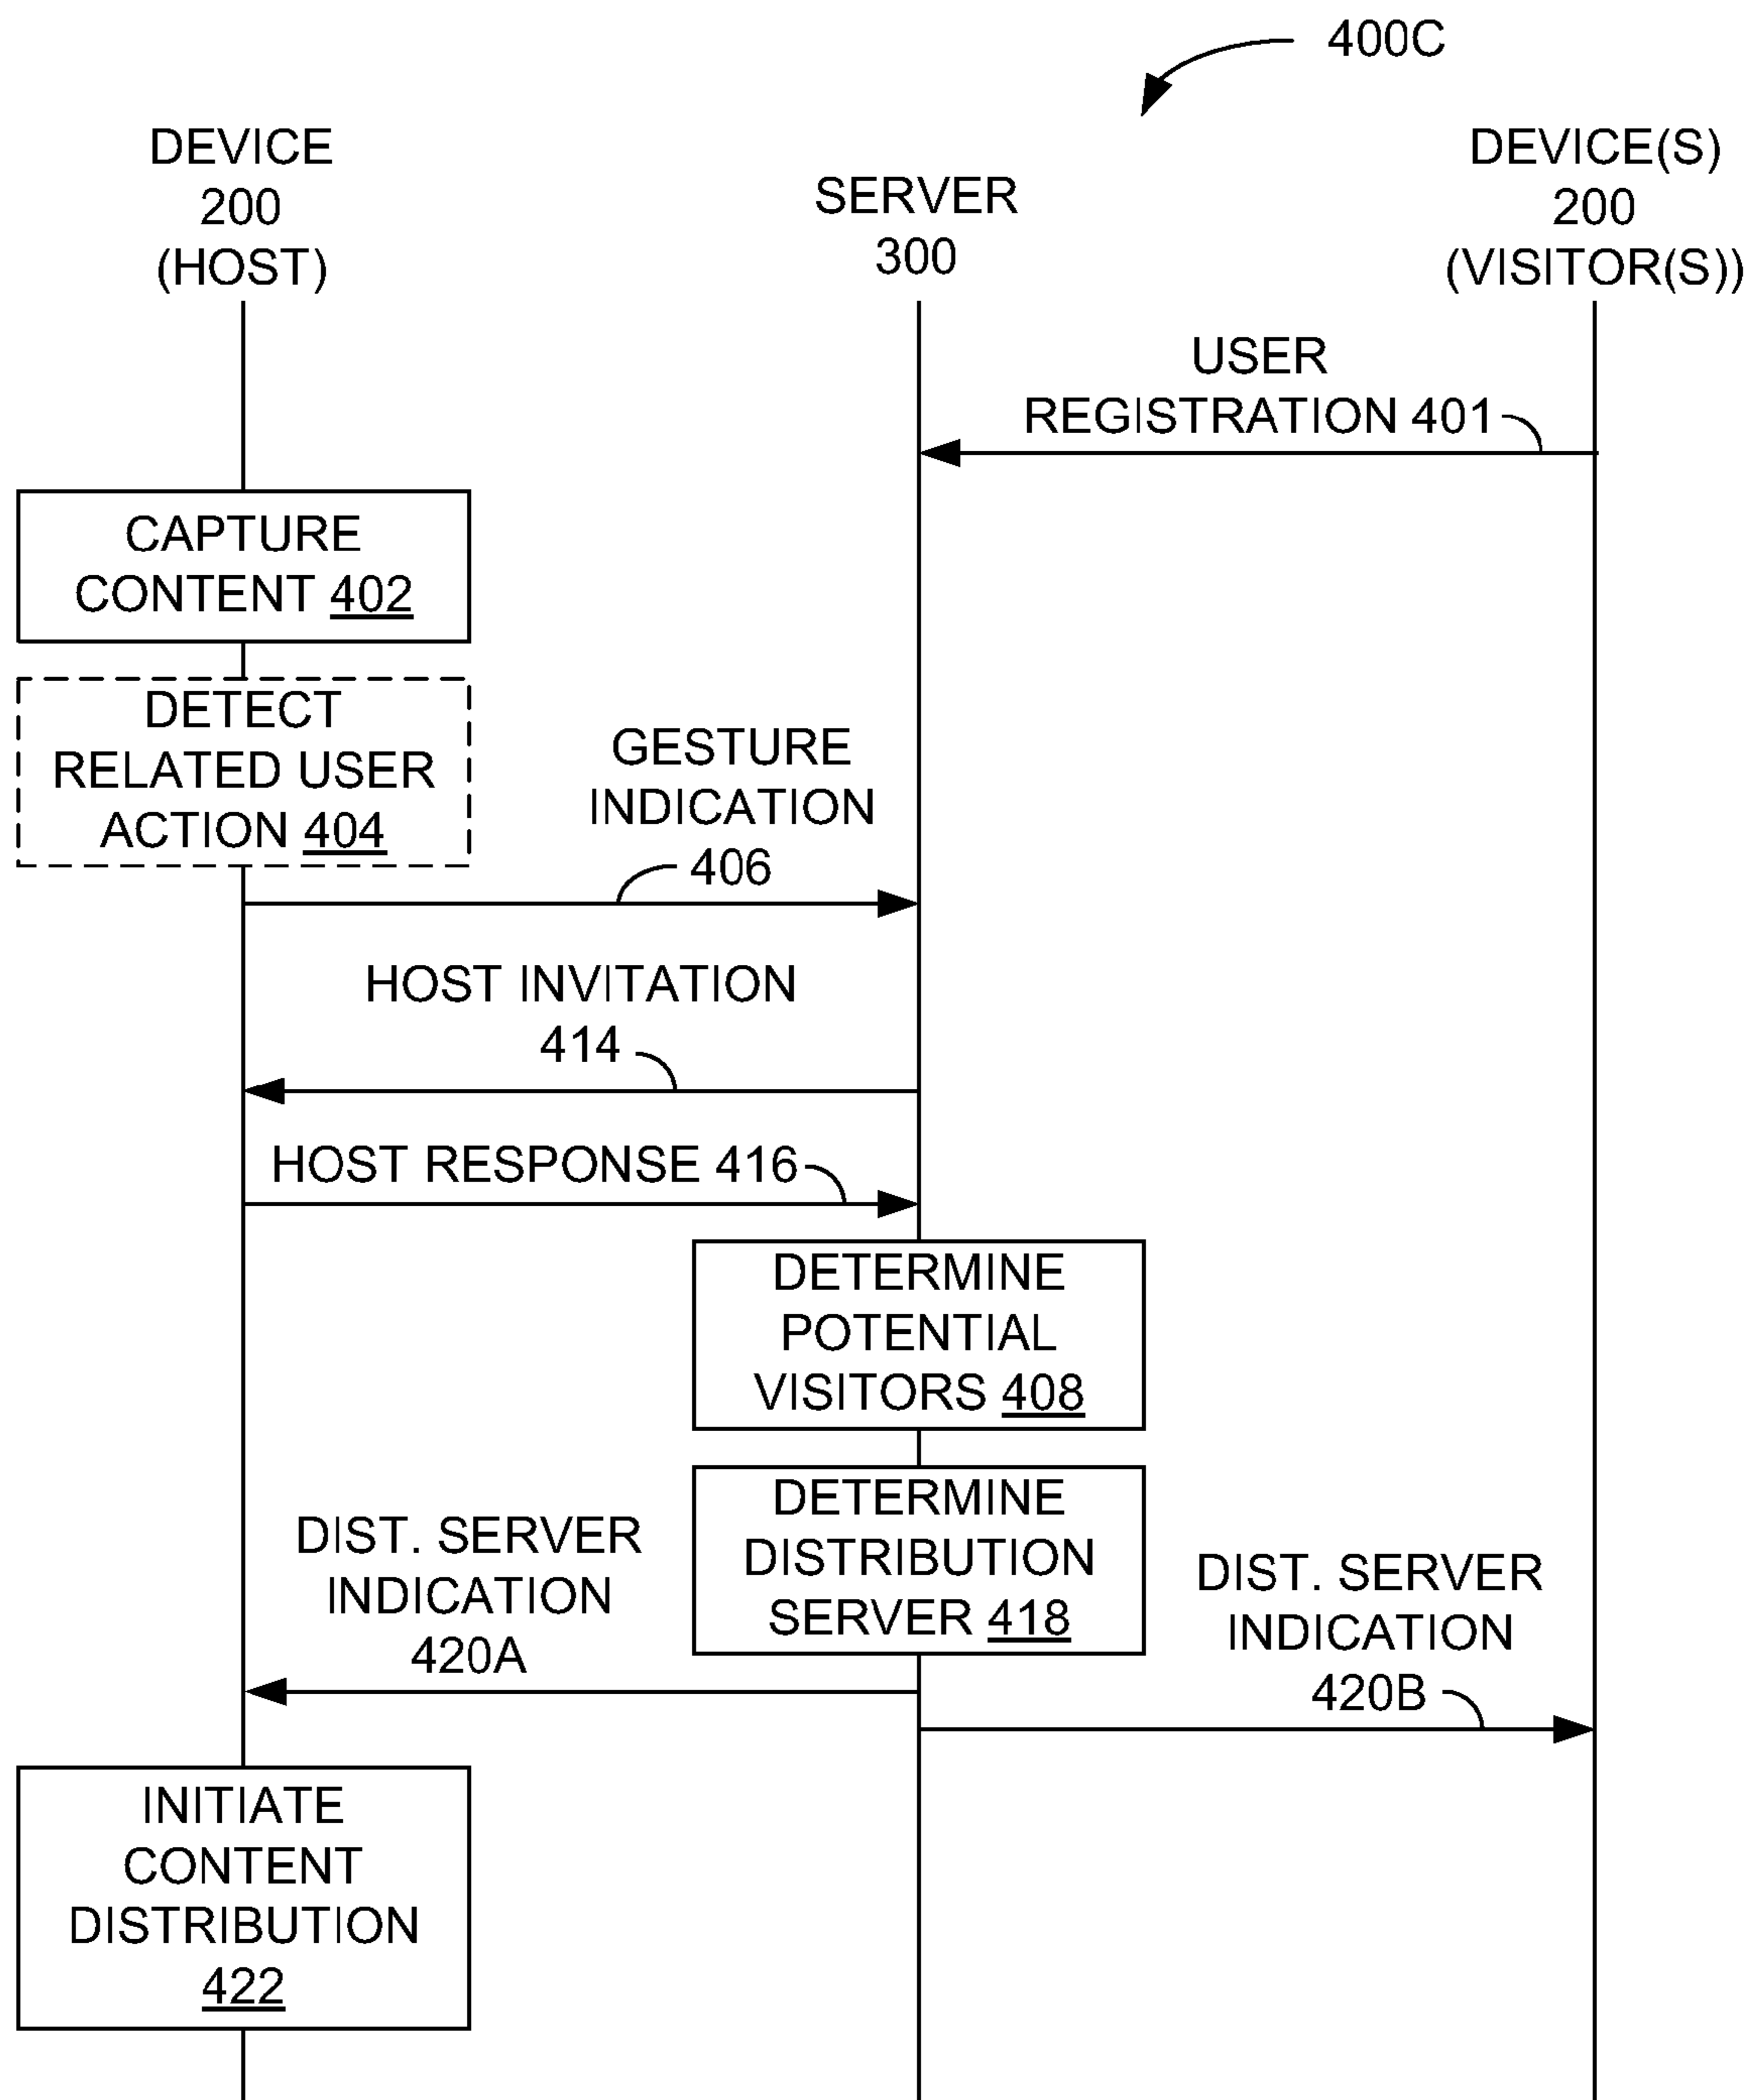 400C
DEVICE
200
(HOST)
SERVER
300
DEVICE(S)
200
(VISITOR(S))
USER
REGISTRATION 401
CAPTURE
CONTENT 402
DETECT
RELATED USER
ACTION 404
GESTURE
INDICATION
406
HOST INVITATION
414
HOST RESPONSE 416
DETERMINE
POTENTIAL
VISITORS 408
DETERMINE
DISTRIBUTION
SERVER 418
DIST. SERVER
INDICATION
420A
DIST. SERVER
INDICATION
420B
INITIATE
CONTENT
DISTRIBUTION
422